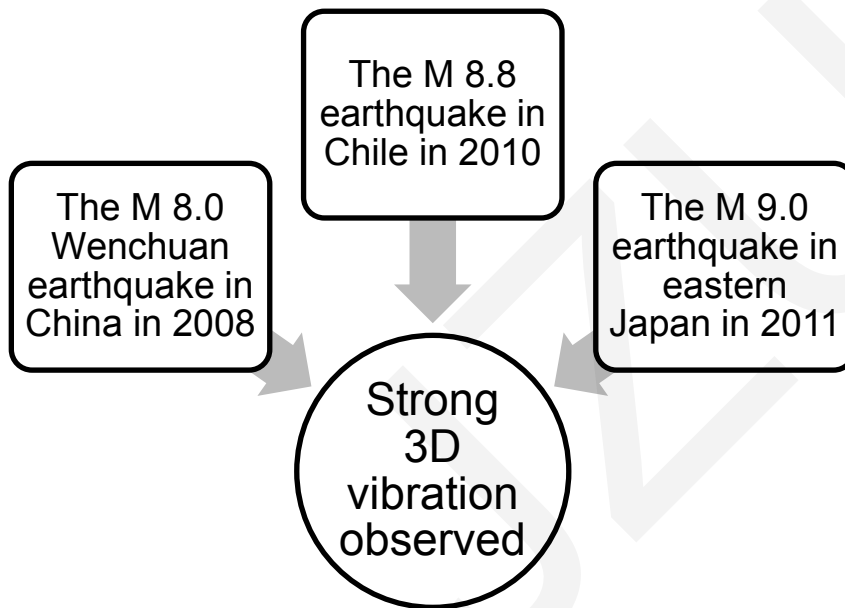 The M 8.8
earthquake in
Chile in 2010
The M 8.0
Wenchuan
earthquake in
China in 2008
The M 9.0
earthquake in
eastern
Japan in 2011
Strong
3D
vibration
observed